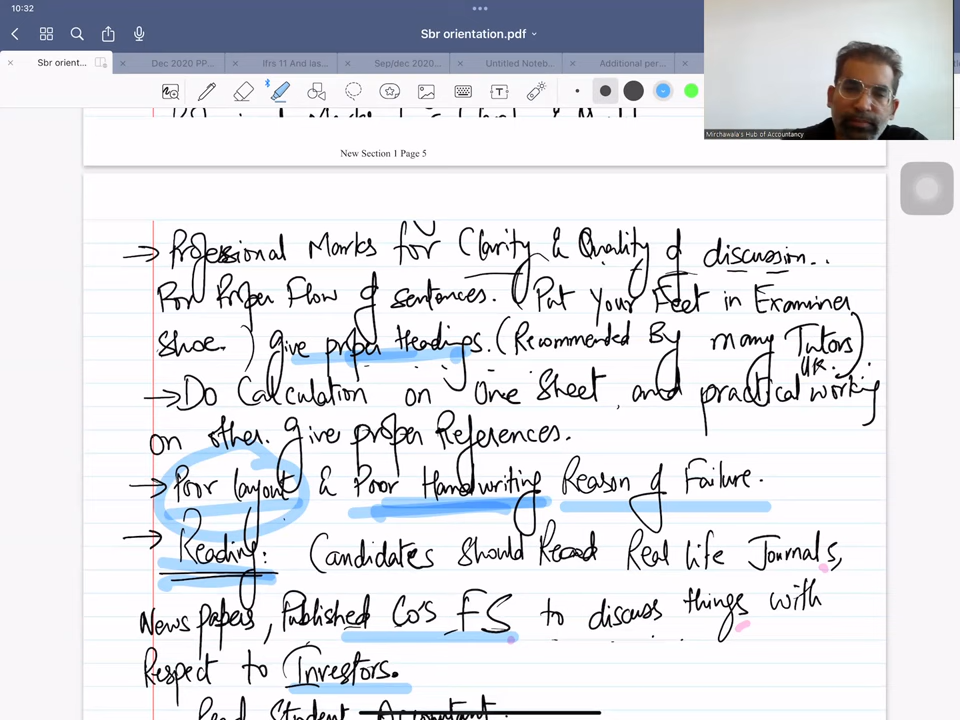 10:32
Sbr orientation.pdf
Sbr orient...
Dec 2020 PP...
Ifrs 11 And las...
Sep/dec 2020...
Untitled Noteb...
Additional per...
Mirchawala's Hub of Accountancy
New Section 1 Page 5
→ Professional Marks for Clarity & Quality of discussion..
For Proper Flow of sentences. (Put Your Feet in Examiner
Shoe.) Give proper Headings. (Recommended By many Tutors UK.).
→ Do Calculation on One Sheet, and practical working
on other. Give proper References.
→ Poor layout & Poor Handwriting Reason of Failure.
→ Reading: Candidates Should Read Real life Journals,
News papers, Published Co's FS to discuss things with
Respect to Investors.
Read Student Accountant.